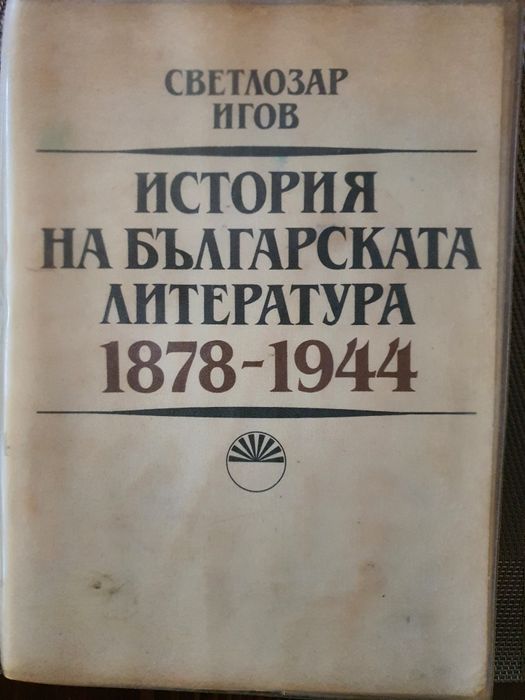 СВЕТЛОЗАР
ИГОВ
ИСТОРИЯ
НА БЪЛГАРСКАТА
ЛИТЕРАТУРА
1878-1944